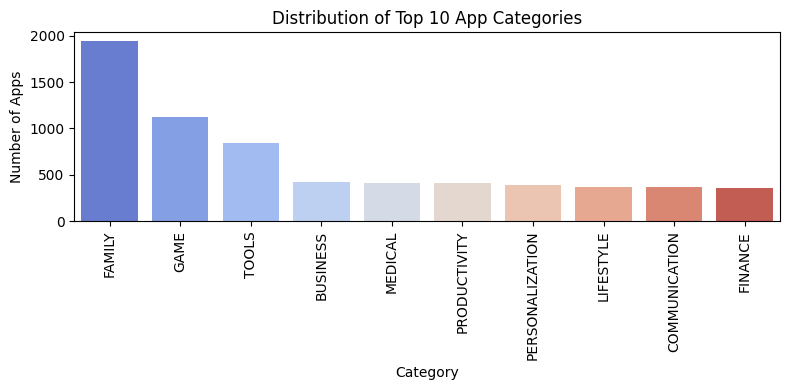 Distribution of Top 10 App Categories
Number of Apps
2000
1500
1000
500
0
FAMILY
GAME
TOOLS
BUSINESS
MEDICAL
PRODUCTIVITY
PERSONALIZATION
LIFESTYLE
COMMUNICATION
FINANCE
Category